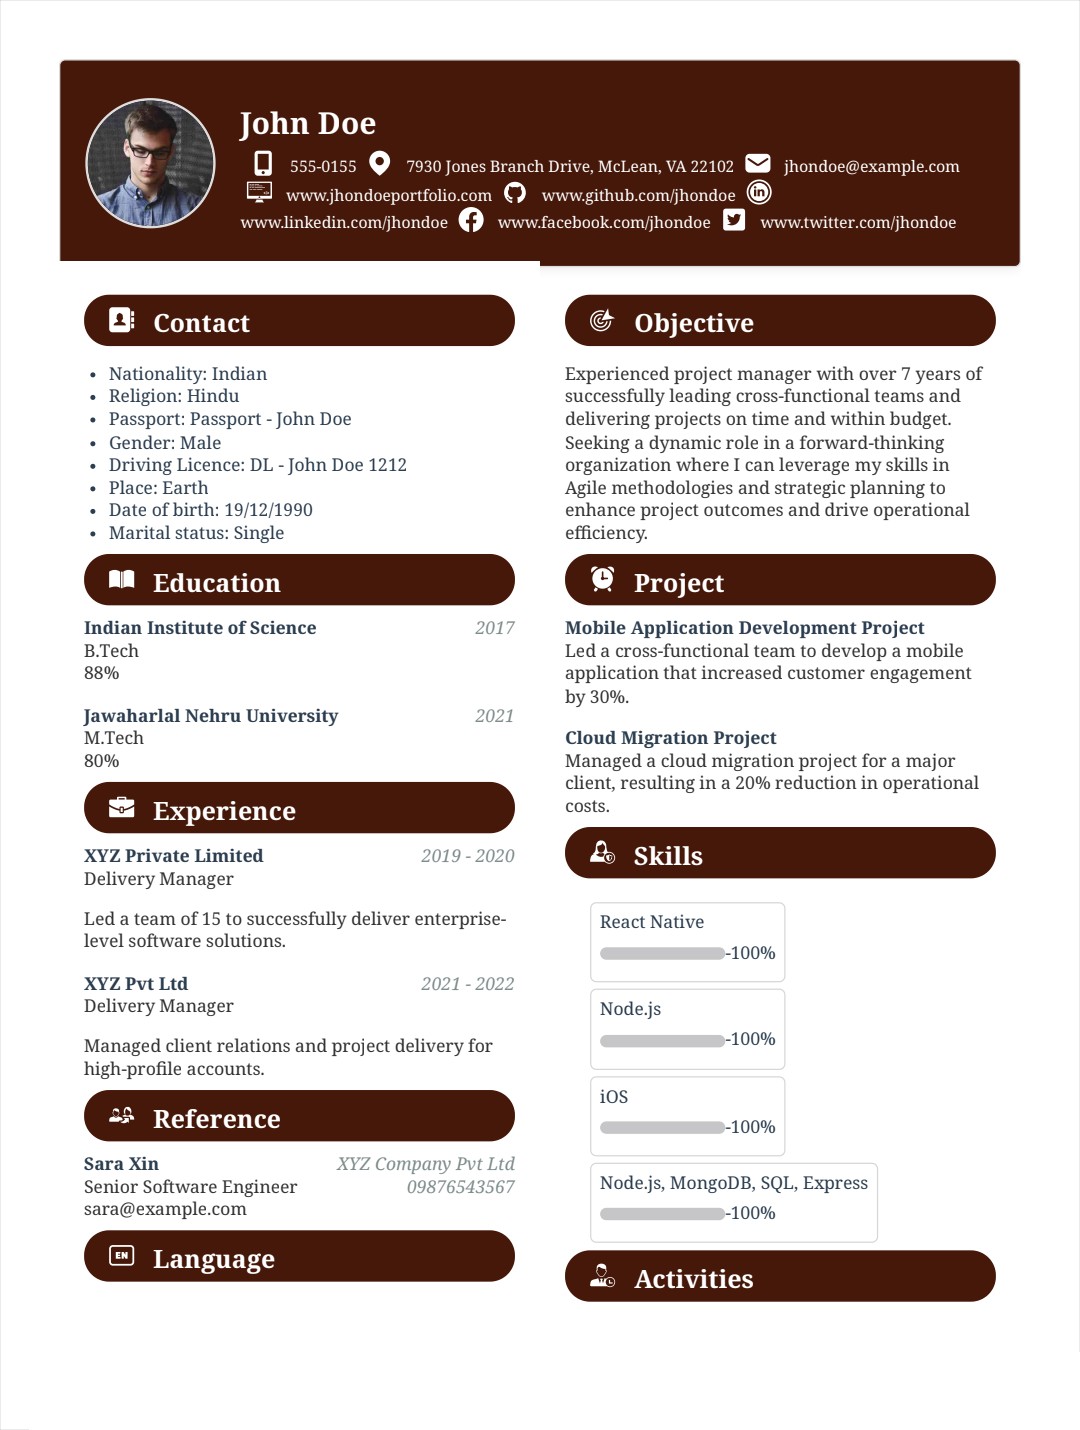 John Doe
555-0155 7930 Jones Branch Drive, McLean, VA 22102 jhondoe@example.com
www.jhondoeportfolio.com www.github.com/jhondoe
www.linkedin.com/jhondoe www.facebook.com/jhondoe www.twitter.com/jhondoe
Contact
• Nationality: Indian
• Religion: Hindu
• Passport: Passport - John Doe
• Gender: Male
• Driving Licence: DL - John Doe 1212
• Place: Earth
• Date of birth: 19/12/1990
• Marital status: Single
Education
Indian Institute of Science 2017
B.Tech
88%
Jawaharlal Nehru University 2021
M.Tech
80%
Experience
XYZ Private Limited 2019 - 2020
Delivery Manager
Led a team of 15 to successfully deliver enterprise-
level software solutions.
XYZ Pvt Ltd 2021 - 2022
Delivery Manager
Managed client relations and project delivery for
high-profile accounts.
Reference
Sara Xin XYZ Company Pvt Ltd
Senior Software Engineer 09876543567
sara@example.com
EN Language
Objective
Experienced project manager with over 7 years of
successfully leading cross-functional teams and
delivering projects on time and within budget.
Seeking a dynamic role in a forward-thinking
organization where I can leverage my skills in
Agile methodologies and strategic planning to
enhance project outcomes and drive operational
efficiency.
Project
Mobile Application Development Project
Led a cross-functional team to develop a mobile
application that increased customer engagement
by 30%.
Cloud Migration Project
Managed a cloud migration project for a major
client, resulting in a 20% reduction in operational
costs.
Skills
React Native
-100%
Node.js
-100%
iOS
-100%
Node.js, MongoDB, SQL, Express
-100%
Activities